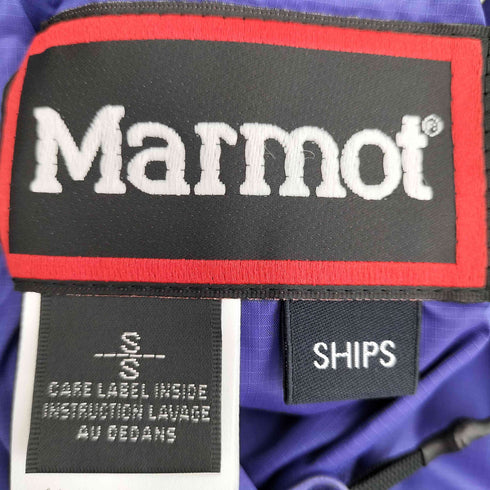 Marmot®
S/S
CARE LABEL INSIDE
INSTRUCTION LAVAGE
AU DEDANS
SHIPS